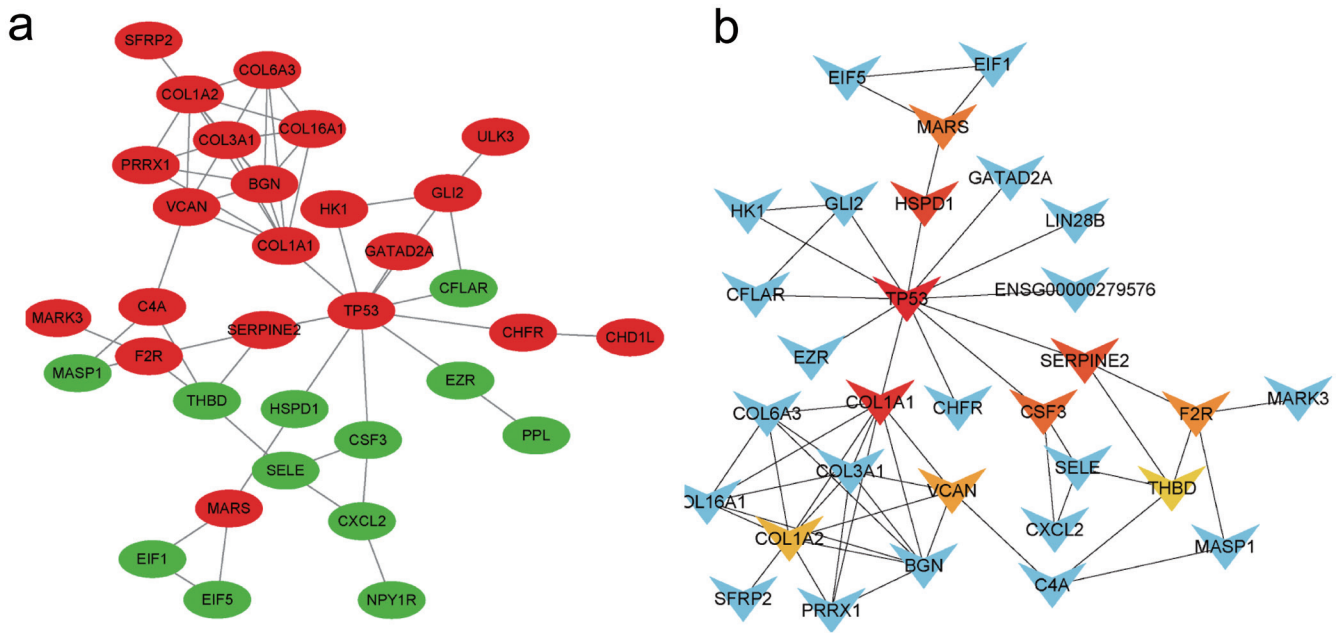 a
SFRP2
COL6A3
COL1A2
COL16A1
COL3A1
ULK3
PRRX1
BGN
GLI2
VCAN
HK1
COL1A1
GATAD2A
CFLAR
C4A
TP53
MARK3
SERPINE2
CHFR
CHD1L
F2R
MASP1
EZR
THBD
HSPD1
CSF3
PPL
SELE
MARS
CXCL2
EIF1
EIF5
NPY1R
b
EIF5
EIF1
MARS
GATAD2A
HK1
GLI2
HSPD1
LIN28B
CFLAR
TP53
ENSG00000279576
EZR
SERPINE2
COL6A3
COL1A1
CHFR
CSF3
F2R
MARK3
COL3A1
SELE
OL16A1
VCAN
THBD
COL1A2
CXCL2
MASP1
BGN
C4A
SFRP2
PRRX1